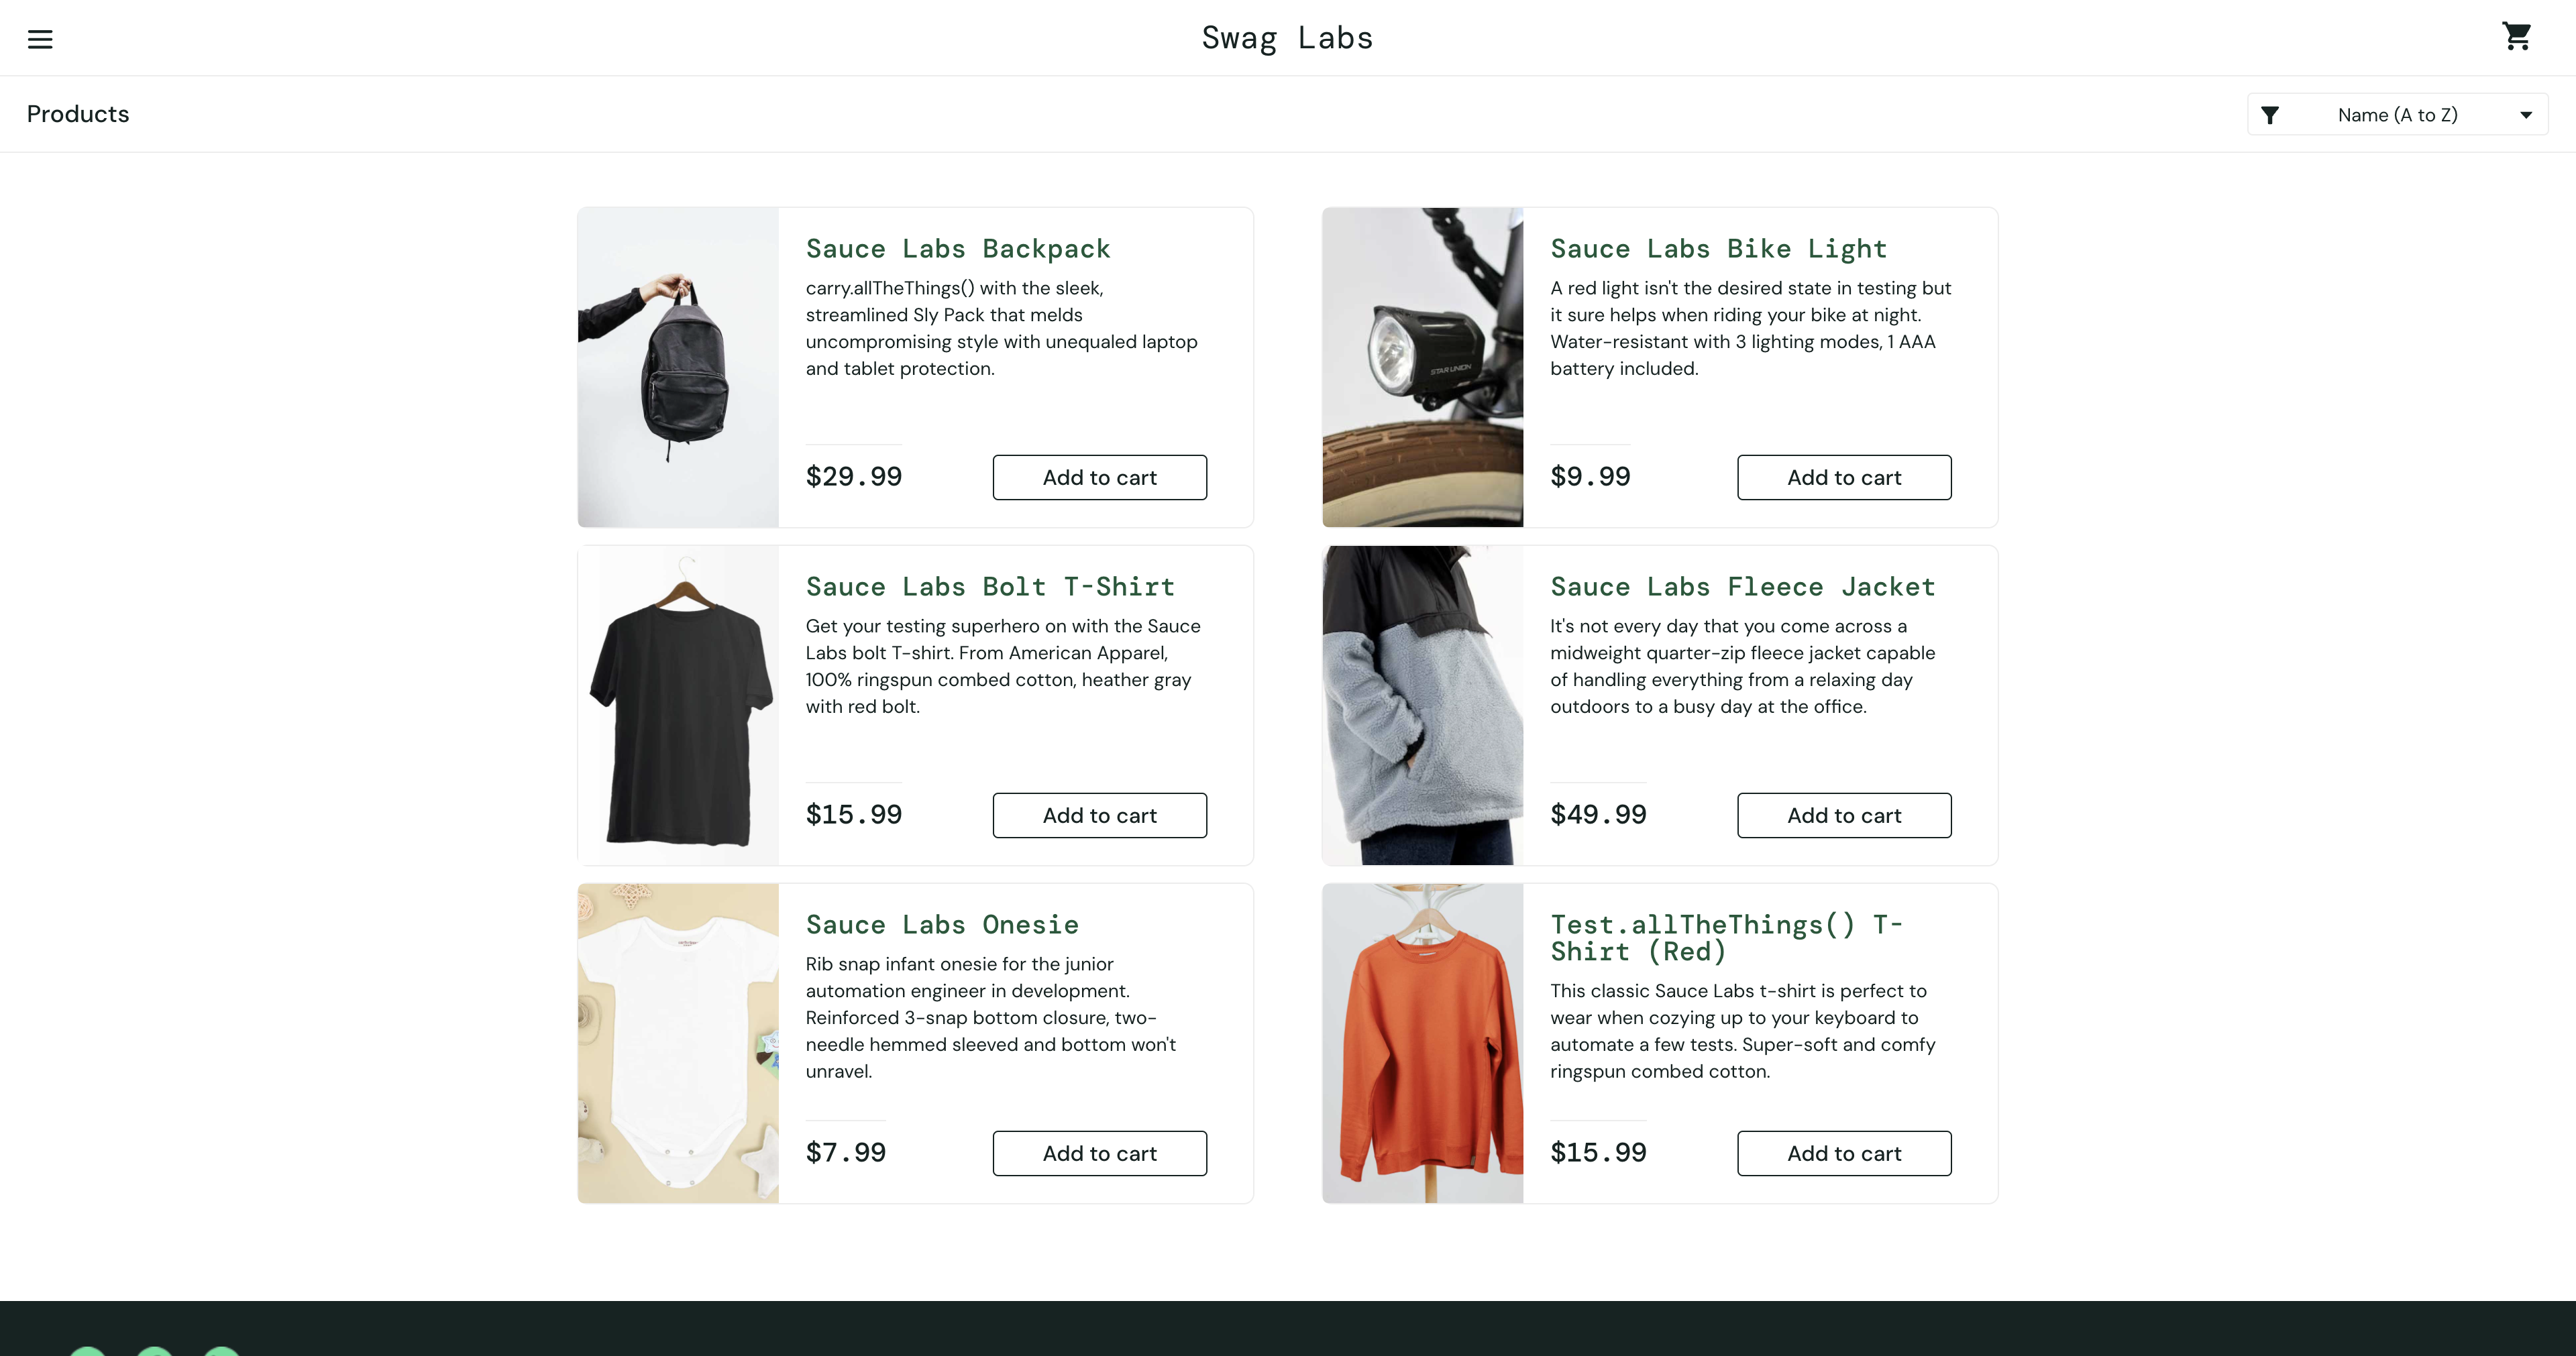 Swag Labs
Products
Name (A to Z)
Sauce Labs Backpack
carry.allTheThings() with the sleek,
streamlined Sly Pack that melds
uncompromising style with unequaled laptop
and tablet protection.
$29.99
Add to cart
Sauce Labs Bike Light
A red light isn't the desired state in testing but
it sure helps when riding your bike at night.
Water-resistant with 3 lighting modes, 1 AAA
battery included.
STAR UNION
$9.99
Add to cart
Sauce Labs Bolt T-Shirt
Get your testing superhero on with the Sauce
Labs bolt T-shirt. From American Apparel,
100% ringspun combed cotton, heather gray
with red bolt.
$15.99
Add to cart
Sauce Labs Fleece Jacket
It's not every day that you come across a
midweight quarter-zip fleece jacket capable
of handling everything from a relaxing day
outdoors to a busy day at the office.
$49.99
Add to cart
Sauce Labs Onesie
Rib snap infant onesie for the junior
automation engineer in development.
Reinforced 3-snap bottom closure, two-
needle hemmed sleeved and bottom won't
unravel.
$7.99
Add to cart
Test.allTheThings() T-
Shirt (Red)
This classic Sauce Labs t-shirt is perfect to
wear when cozying up to your keyboard to
automate a few tests. Super-soft and comfy
ringspun combed cotton.
$15.99
Add to cart